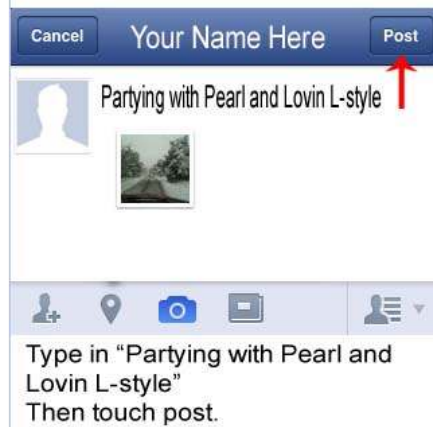 Cancel Your Name Here Post
Partying with Pearl and Lovin L-style
Type in “Partying with Pearl and
Lovin L-style”
Then touch post.